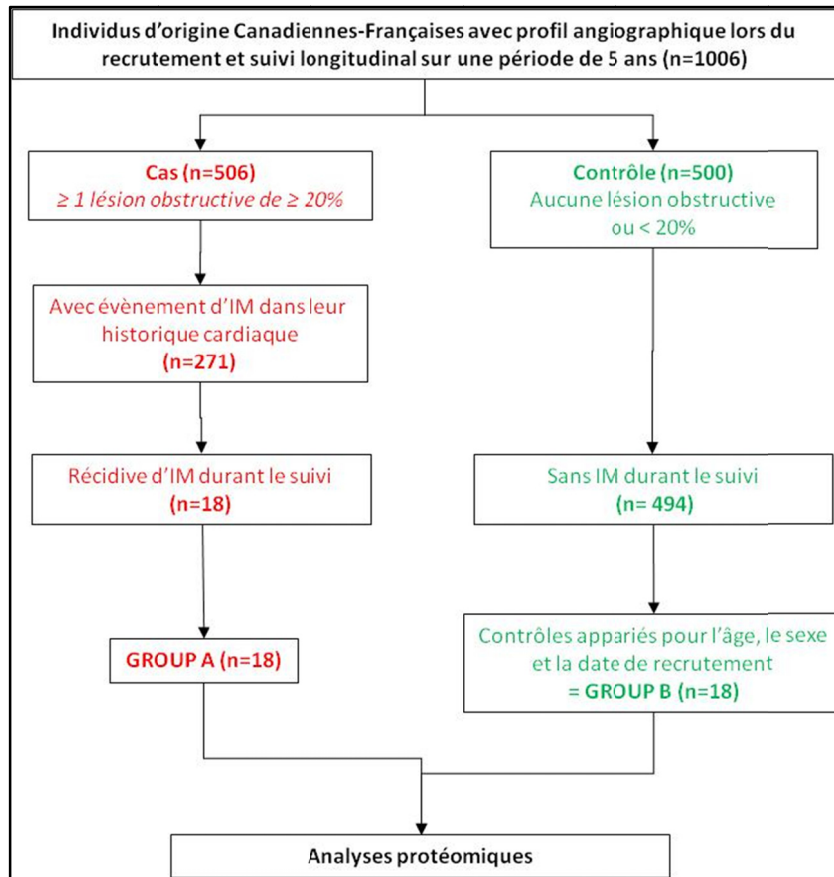 Individus d'origine Canadiennes-Françaises avec profil angiographique lors du
recrutement et suivi longitudinal sur une période de 5 ans (n=1006)
Cas (n=506)
≥ 1 lésion obstructive de ≥ 20%
Contrôle (n=500)
Aucune lésion obstructive
ou < 20%
Avec évènement d'IM dans leur
historique cardiaque
(n=271)
Récidive d'IM durant le suivi
(n=18)
Sans IM durant le suivi
(n= 494)
GROUP A (n=18)
Contrôles appariés pour l'âge, le sexe
et la date de recrutement
= GROUP B (n=18)
Analyses protéomiques